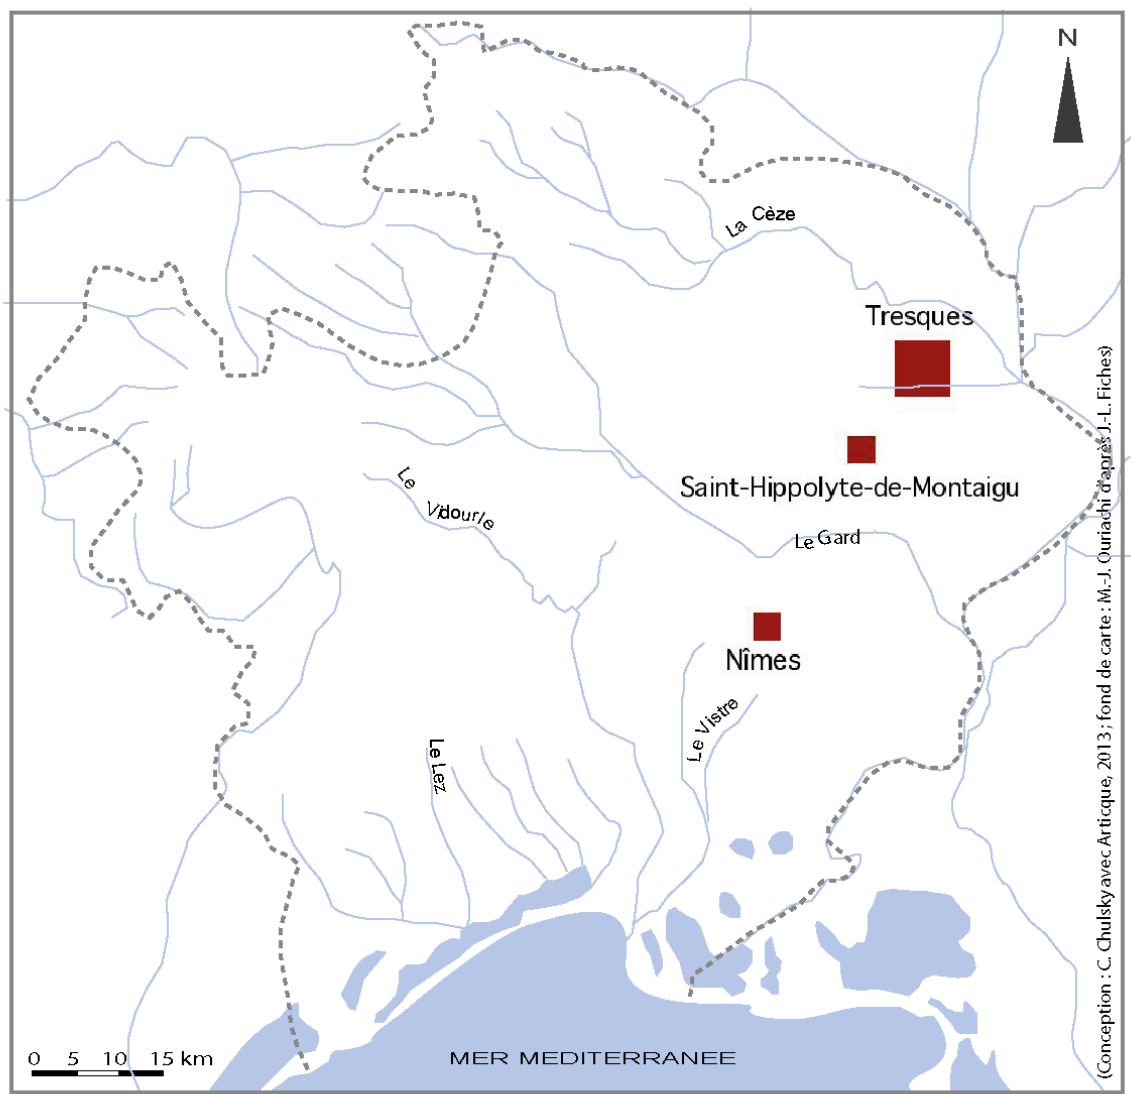 N
La Cèze
Tresques
Saint-Hippolyte-de-Montaigu
Le Vidourle
Le Gard
Nîmes
Le Vistre
Le Lez
0 5 10 15 km
MER MEDITERRANEE
(Conception : C. Chulsky avec Articque, 2013 ; fond de carte : M.-J. Ouriachi d'après J.-L. Fiches)